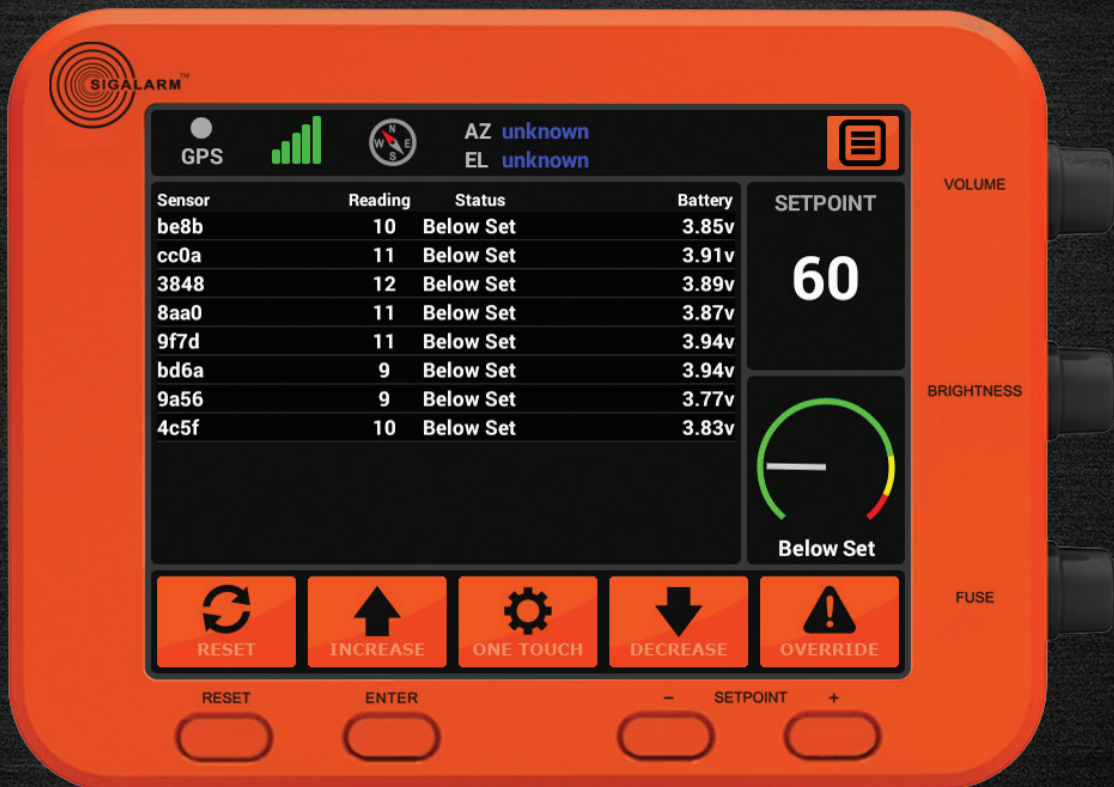 SIGALARM™
GPS
N
W E
S
AZ unknown
EL unknown
Sensor Reading Status Battery
be8b 10 Below Set 3.85v
cc0a 11 Below Set 3.91v
3848 12 Below Set 3.89v
8aa0 11 Below Set 3.87v
9f7d 11 Below Set 3.94v
bd6a 9 Below Set 3.94v
9a56 9 Below Set 3.77v
4c5f 10 Below Set 3.83v
SETPOINT
60
Below Set
RESET INCREASE ONE TOUCH DECREASE OVERRIDE
VOLUME
BRIGHTNESS
FUSE
RESET ENTER – SETPOINT +